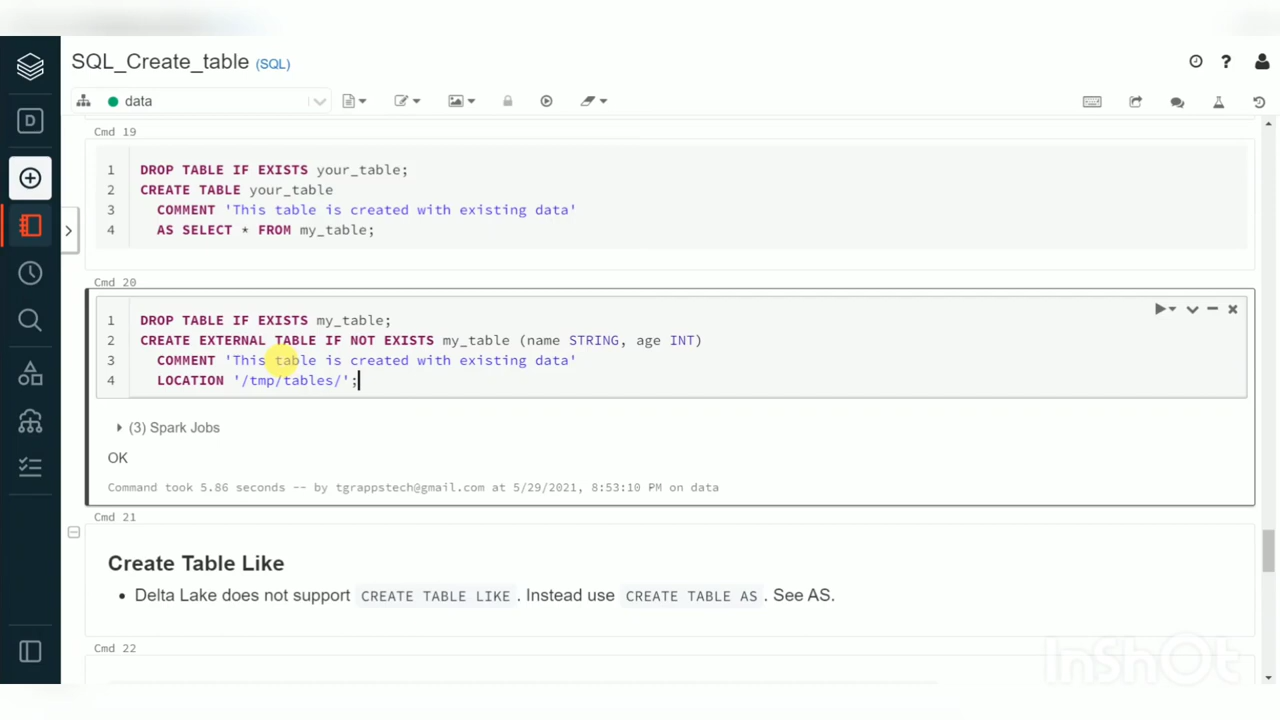 SQL_Create_table (SQL)
data
Cmd 19
1 DROP TABLE IF EXISTS your_table;
2 CREATE TABLE your_table
3 COMMENT 'This table is created with existing data'
4 AS SELECT * FROM my_table;
Cmd 20
1 DROP TABLE IF EXISTS my_table;
2 CREATE EXTERNAL TABLE IF NOT EXISTS my_table (name STRING, age INT)
3 COMMENT 'This table is created with existing data'
4 LOCATION '/tmp/tables/';
(3) Spark Jobs
OK
Command took 5.86 seconds -- by tgrappstech@gmail.com at 5/29/2021, 8:53:10 PM on data
Cmd 21
Create Table Like
• Delta Lake does not support CREATE TABLE LIKE . Instead use CREATE TABLE AS . See AS.
Cmd 22
InShOt